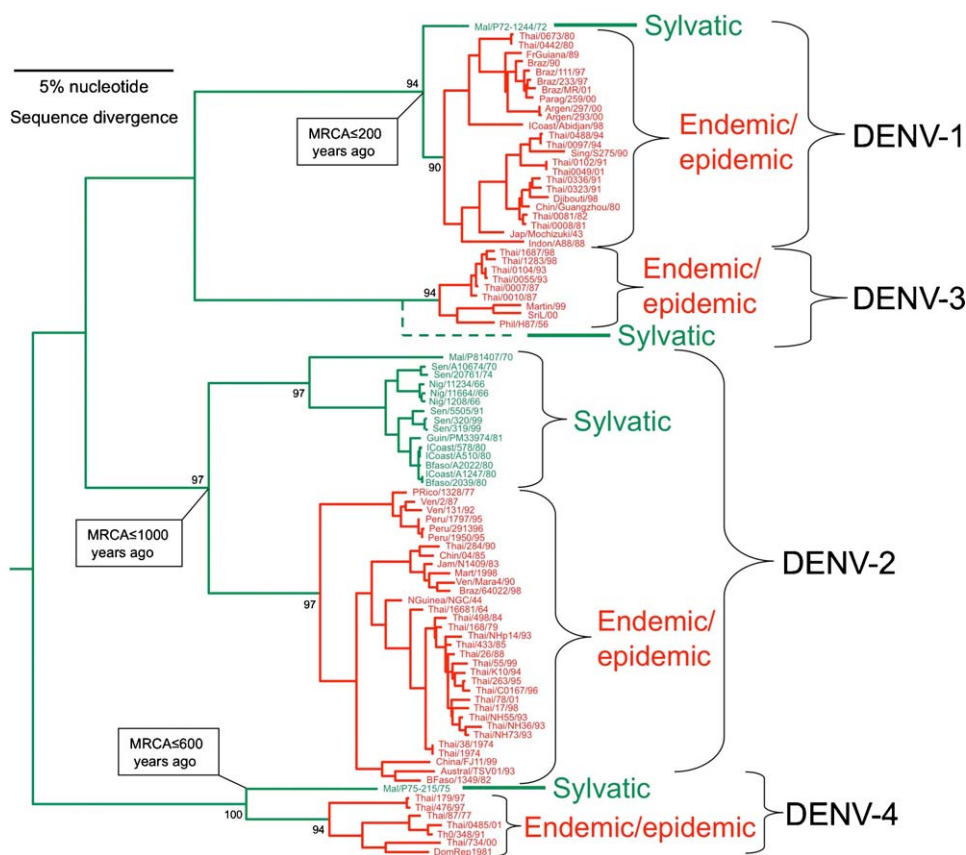 Mal/P72-1244/72
Sylvatic
Thai/0673/80
Thai/0442/80
FrGuiana/89
Braz/90
Braz/111/97
Braz/233/97
Braz/MR/01
Parag/259/00
Argen/297/00
Argen/293/00
ICoast/Abidjan/98
Thai/0488/94
Thai/0097/94
Sing/S275/90
Thai/0102/91
Thai0049/01
Thai/0336/91
Thai/0323/91
Djibouti/98
Chin/Guangzhou/80
Thai/0081/82
Thai/0008/81
Jap/Mochizuki/43
Indon/A88/88
Endemic/
epidemic
DENV-1
5% nucleotide
Sequence divergence
94
MRCA≤200
years ago
90
Thai/1687/98
Thai/1283/98
Thai/0104/93
Thai/0055/93
Thai/0007/87
Thai/0010/87
Martin/99
SriL/00
Phil/H87/56
94
Endemic/
epidemic
DENV-3
Sylvatic
Mal/P81407/70
Sen/A10674/70
Sen/20761/74
Nig/11234/66
Nig/11664//66
Nig/1208/66
Sen/5505/91
Sen/320/99
Sen/319/99
Guin/PM33974/81
ICoast/578/80
ICoast/A510/80
Bfaso/A2022/80
ICoast/A1247/80
Bfaso/2039/80
97
Sylvatic
97
MRCA≤1000
years ago
PRico/1328/77
Ven/2/87
Ven/131/92
Peru/1797/95
Peru/291396
Peru/1950/95
Thai/284/90
Chin/04/85
Jam/N1409/83
Mart/1998
Ven/Mara4/90
Braz/64022/98
NGuinea/NGC/44
Thai/16681/64
Thai/498/84
Thai/168/79
Thai/NHp14/93
Thai/433/85
Thai/26/88
Thai/55/99
Thai/K10/94
Thai/263/95
Thai/C0167/96
Thai/78/01
Thai/17/98
Thai/NH55/93
Thai/NH36/93
Thai/NH73/93
Thai/38/1974
Thai/1974
China/FJ11/99
Austral/TSV01/93
BFaso/1349/82
97
Endemic/
epidemic
DENV-2
MRCA≤600
years ago
Mal/P75-215/75
Sylvatic
100
Thai/179/97
Thai/476/97
Thai/87/77
Thai/0485/01
Th0/348/91
Thai/734/00
DomRep1981
94
Endemic/epidemic
DENV-4